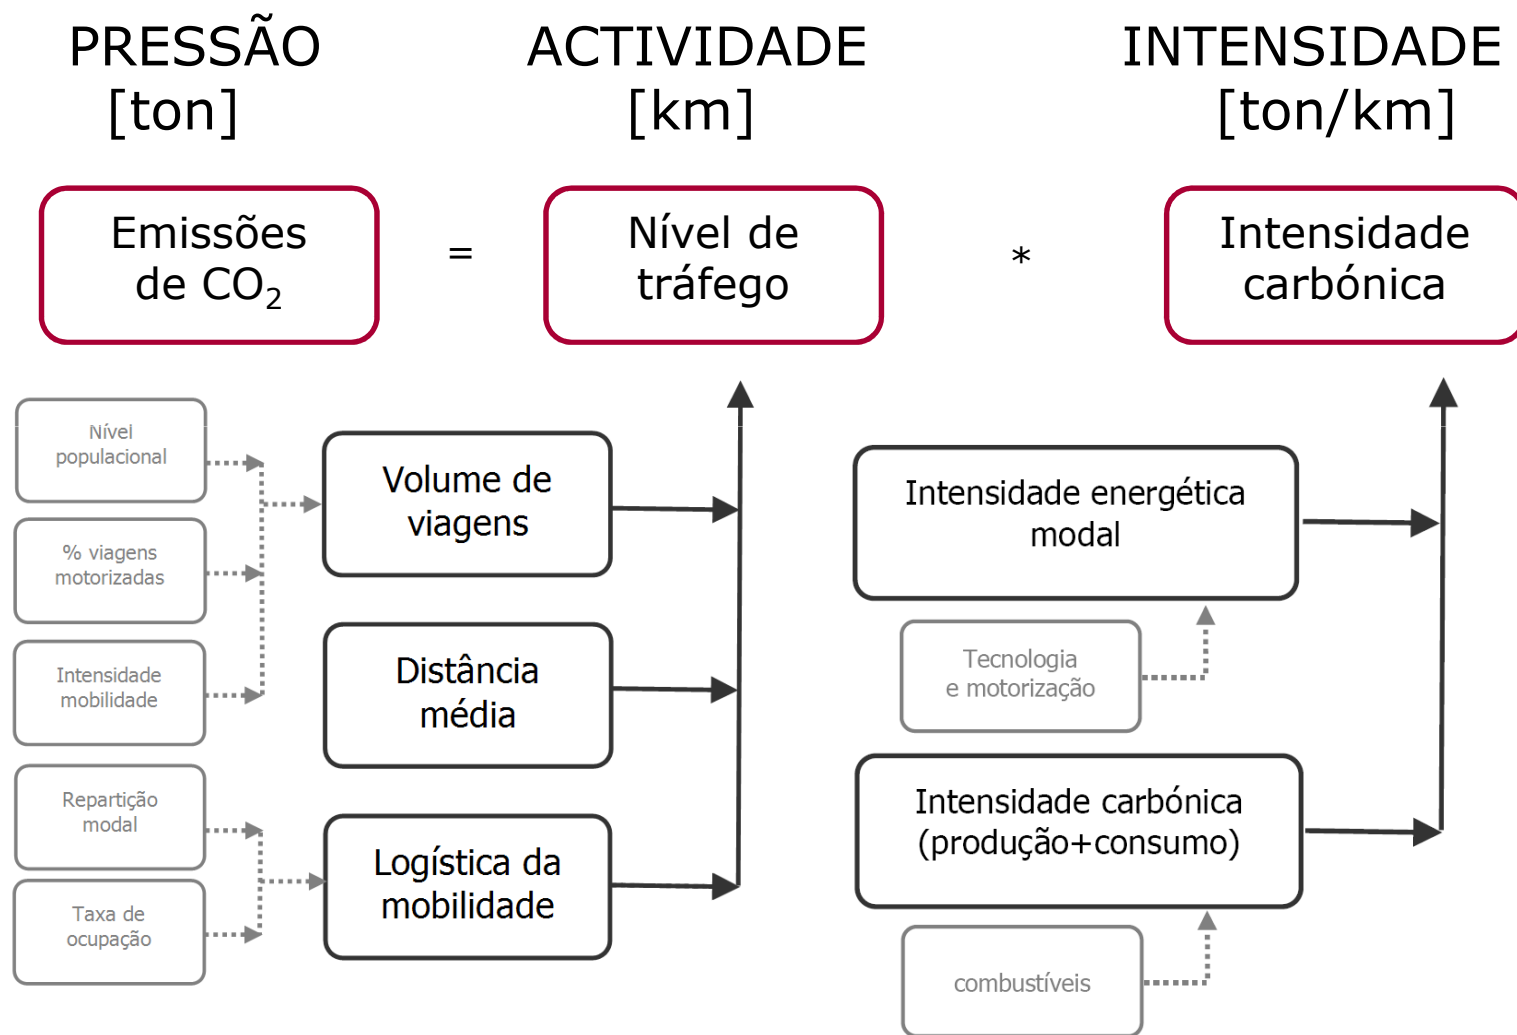 PRESSÃO
[ton]
ACTIVIDADE
[km]
INTENSIDADE
[ton/km]
Emissões
de CO₂
=
Nível de
tráfego
*
Intensidade
carbónica
Nível
populacional
% viagens
motorizadas
Intensidade
mobilidade
Repartição
modal
Taxa de
ocupação
Volume de
viagens
Distância
média
Logística da
mobilidade
Intensidade energética
modal
Tecnologia
e motorização
Intensidade carbónica
(produção+consumo)
combustíveis